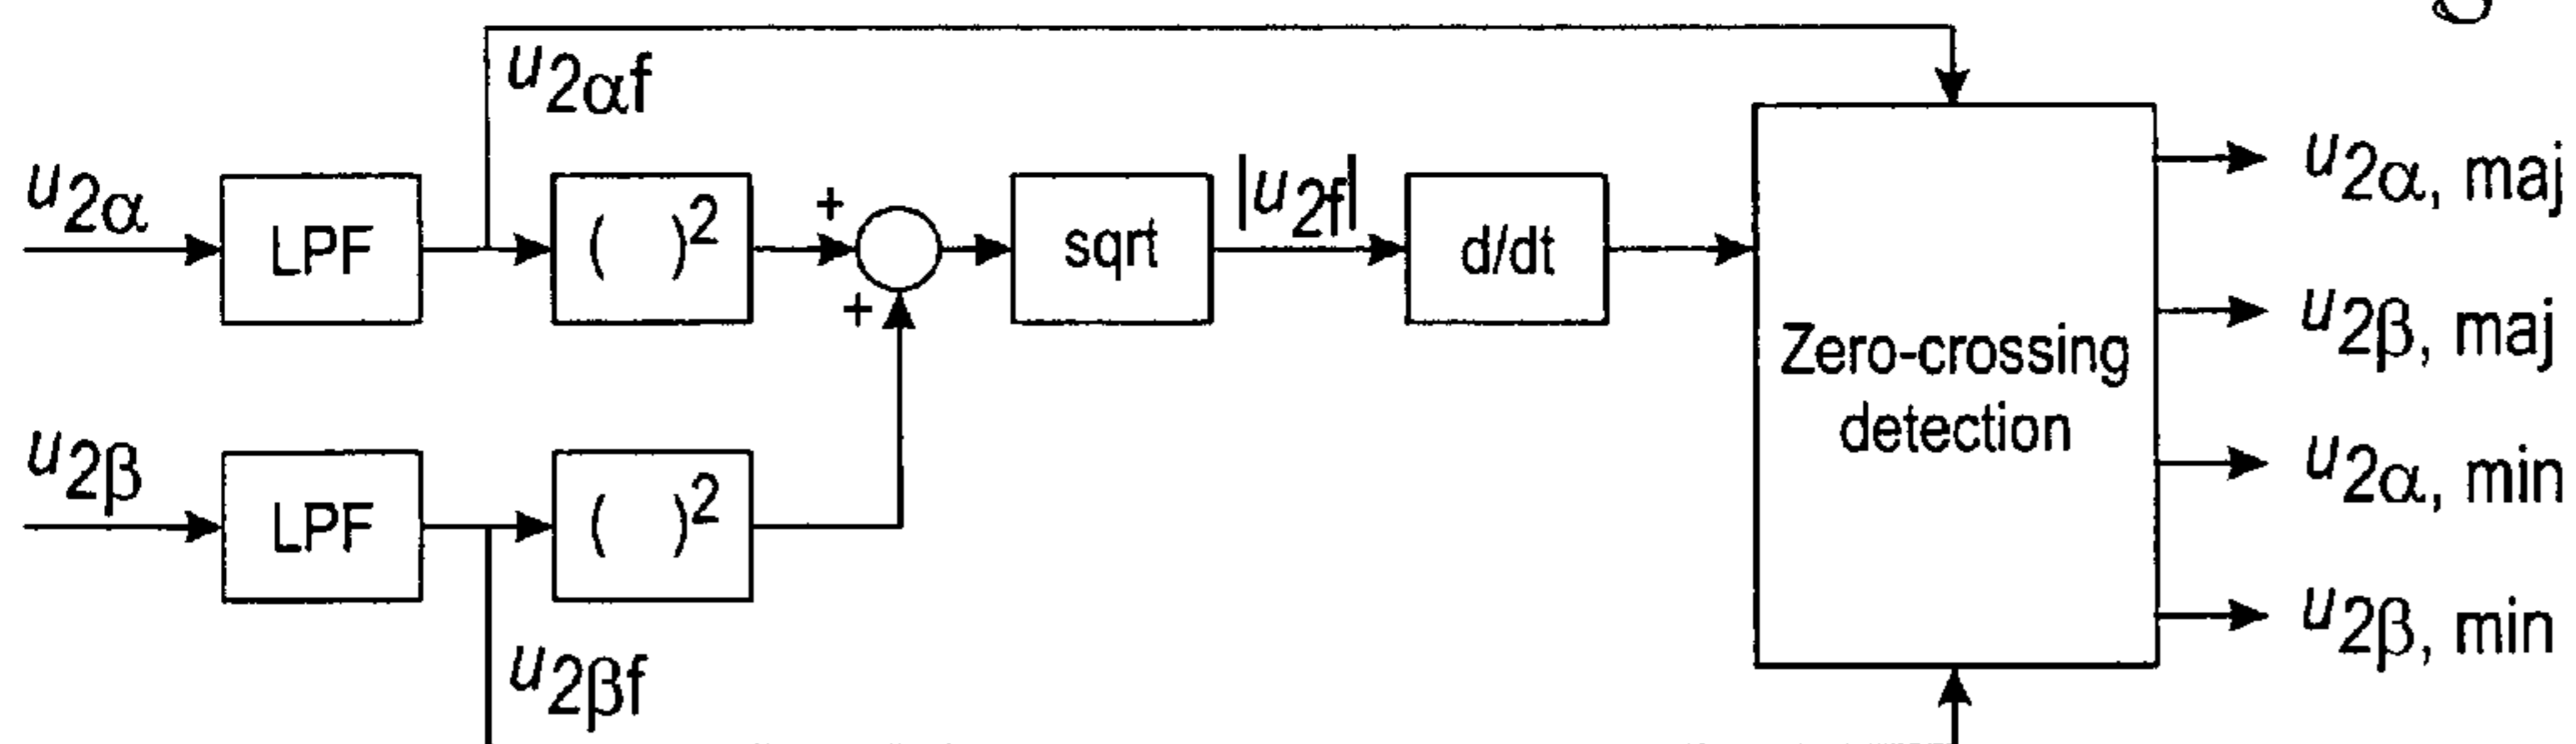 u2αf
u2α
LPF
( )2
+
+
sqrt
|u2f|
d/dt
Zero-crossing
detection
u2α, maj
u2β, maj
u2α, min
u2β, min
u2β
LPF
( )2
u2βf